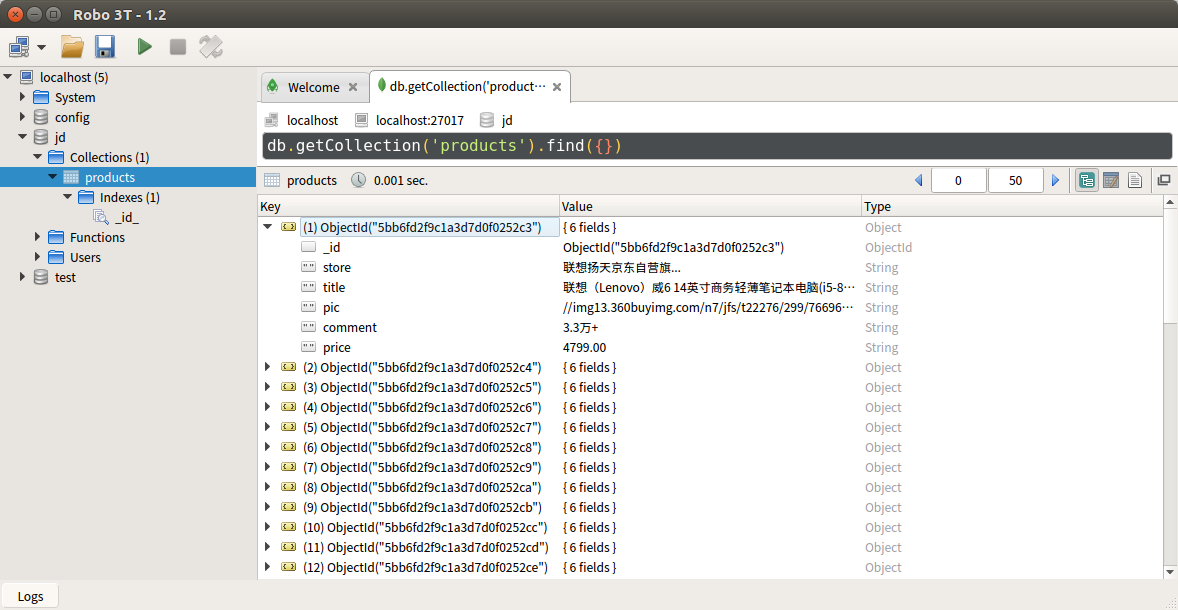 Robo 3T - 1.2
localhost (5)
System
config
jd
Collections (1)
products
Indexes (1)
_id_
Functions
Users
test
Welcome
db.getCollection('product···
localhost localhost:27017 jd
db.getCollection('products').find({})
products 0.001 sec. 0 50
Key Value Type
(1) ObjectId("5bb6fd2f9c1a3d7d0f0252c3") { 6 fields } Object
_id ObjectId("5bb6fd2f9c1a3d7d0f0252c3") ObjectId
store 联想扬天京东自营旗... String
title 联想（Lenovo）威6 14英寸商务轻薄笔记本电脑(i5-8··· String
pic //img13.360buyimg.com/n7/jfs/t22276/299/76696··· String
comment 3.3万+ String
price 4799.00 String
(2) ObjectId("5bb6fd2f9c1a3d7d0f0252c4") { 6 fields } Object
(3) ObjectId("5bb6fd2f9c1a3d7d0f0252c5") { 6 fields } Object
(4) ObjectId("5bb6fd2f9c1a3d7d0f0252c6") { 6 fields } Object
(5) ObjectId("5bb6fd2f9c1a3d7d0f0252c7") { 6 fields } Object
(6) ObjectId("5bb6fd2f9c1a3d7d0f0252c8") { 6 fields } Object
(7) ObjectId("5bb6fd2f9c1a3d7d0f0252c9") { 6 fields } Object
(8) ObjectId("5bb6fd2f9c1a3d7d0f0252ca") { 6 fields } Object
(9) ObjectId("5bb6fd2f9c1a3d7d0f0252cb") { 6 fields } Object
(10) ObjectId("5bb6fd2f9c1a3d7d0f0252cc") { 6 fields } Object
(11) ObjectId("5bb6fd2f9c1a3d7d0f0252cd") { 6 fields } Object
(12) ObjectId("5bb6fd2f9c1a3d7d0f0252ce") { 6 fields } Object
Logs